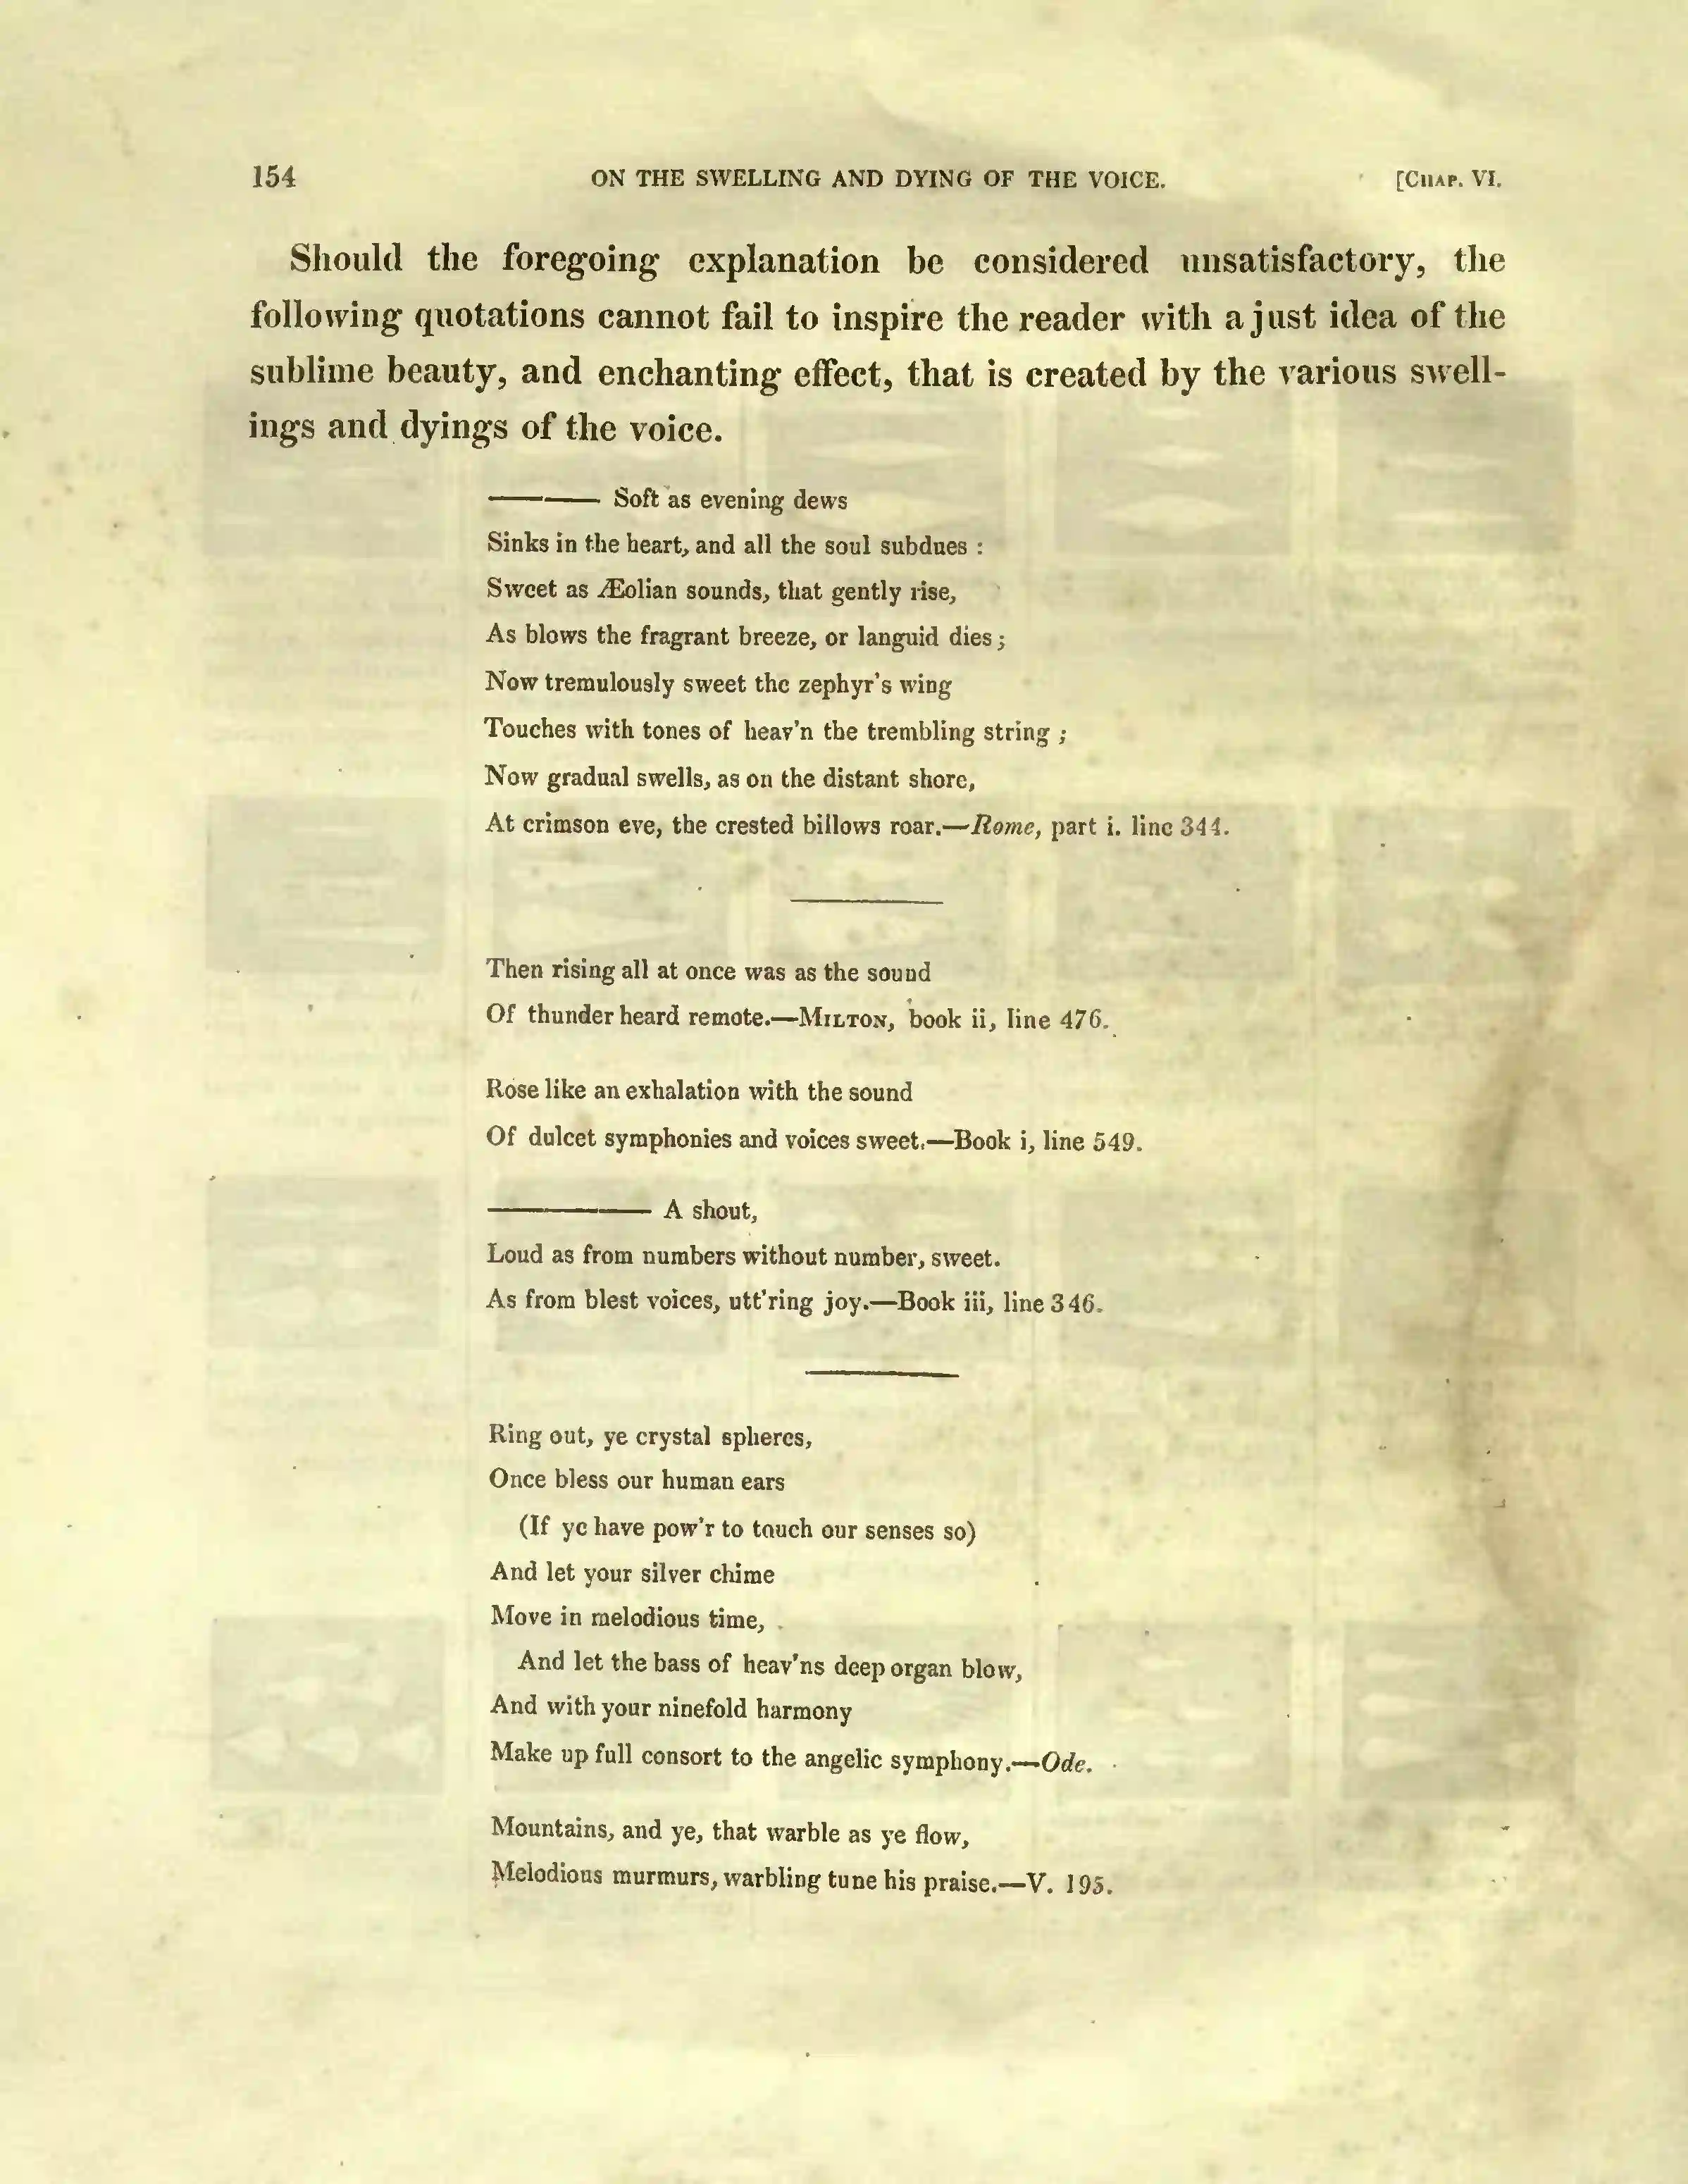 154 ON THE SWELLING AND DYING OF THE VOICE. [CHAP. VI.
Should the foregoing explanation be considered unsatisfactory, the
following quotations cannot fail to inspire the reader with a just idea of the
sublime beauty, and enchanting effect, that is created by the various swell-
ings and dyings of the voice.
——— Soft as evening dews
Sinks in the heart, and all the soul subdues :
Sweet as Æolian sounds, that gently rise,
As blows the fragrant breeze, or languid dies ;
Now tremulously sweet the zephyr's wing
Touches with tones of heav'n the trembling string ;
Now gradual swells, as on the distant shore,
At crimson eve, the crested billows roar.—Rome, part i. line 344.
Then rising all at once was as the sound
Of thunder heard remote.—MILTON, book ii, line 476.
Rose like an exhalation with the sound
Of dulcet symphonies and voices sweet.—Book i, line 549.
———— A shout,
Loud as from numbers without number, sweet.
As from blest voices, utt'ring joy.—Book iii, line 346.
Ring out, ye crystal spheres,
Once bless our human ears
(If ye have pow'r to touch our senses so)
And let your silver chime
Move in melodious time,
And let the bass of heav'ns deep organ blow,
And with your ninefold harmony
Make up full consort to the angelic symphony.—Ode.
Mountains, and ye, that warble as ye flow,
Melodious murmurs, warbling tune his praise.—V. 195.